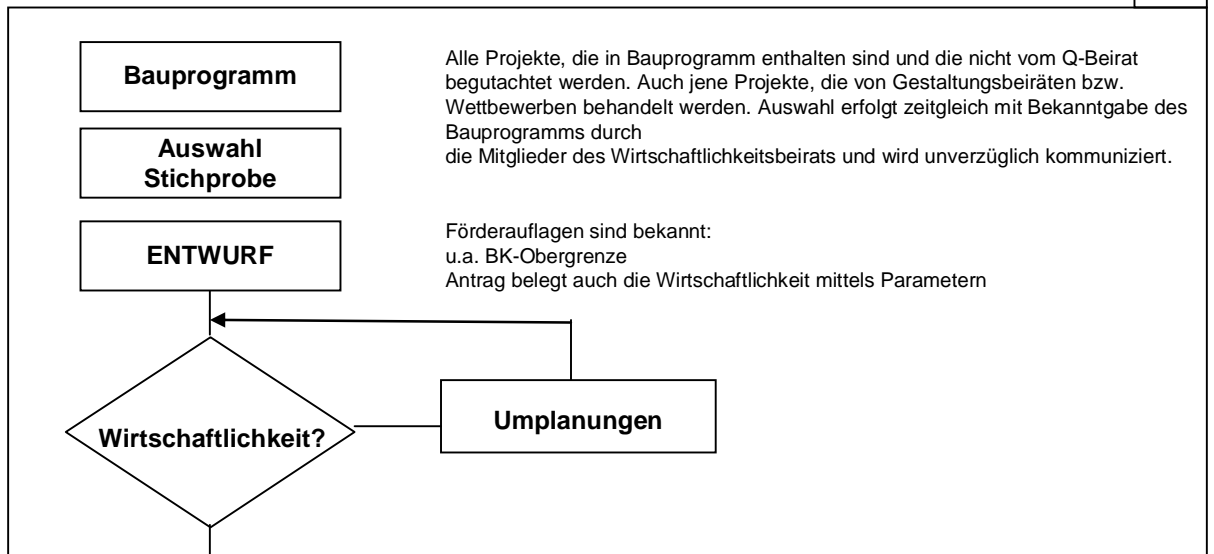 Bauprogramm
Alle Projekte, die in Bauprogramm enthalten sind und die nicht vom Q-Beirat
begutachtet werden. Auch jene Projekte, die von Gestaltungsbeiräten bzw.
Wettbewerben behandelt werden. Auswahl erfolgt zeitgleich mit Bekanntgabe des
Bauprogramms durch
die Mitglieder des Wirtschaftlichkeitsbeirats und wird unverzüglich kommuniziert.
Auswahl
Stichprobe
ENTWURF
Förderauflagen sind bekannt:
u.a. BK-Obergrenze
Antrag belegt auch die Wirtschaftlichkeit mittels Parametern
Umplanungen
Wirtschaftlichkeit?